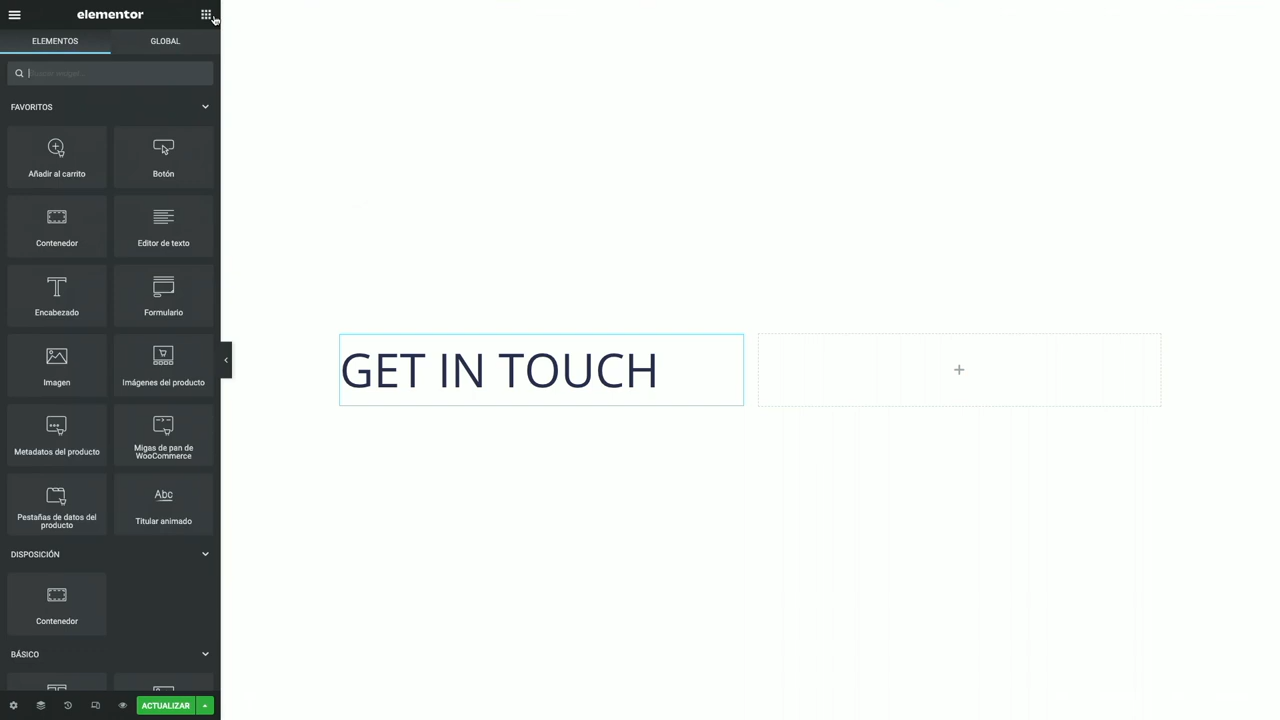 elementor
ELEMENTOS
GLOBAL
Buscar widget...
FAVORITOS
Añadir al carrito
Botón
Contenedor
Editor de texto
Encabezado
Formulario
Imagen
Imágenes del producto
Metadatos del producto
Migas de pan de
WooCommerce
Pestañas de datos del
producto
Abc
Titular animado
DISPOSICIÓN
Contenedor
BÁSICO
ACTUALIZAR
GET IN TOUCH